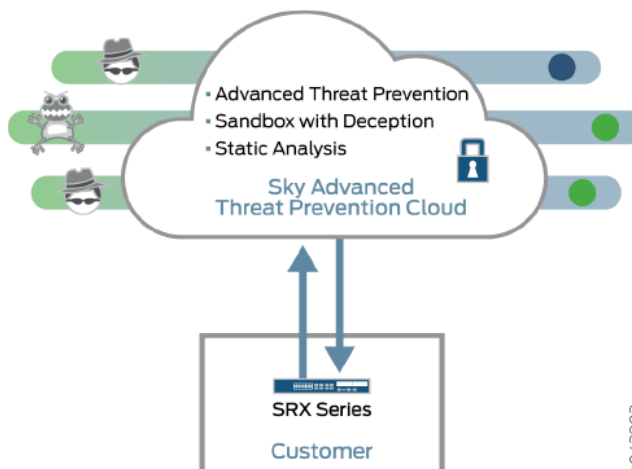 ▪ Advanced Threat Prevention
▪ Sandbox with Deception
▪ Static Analysis
Sky Advanced
Threat Prevention Cloud
SRX Series
Customer